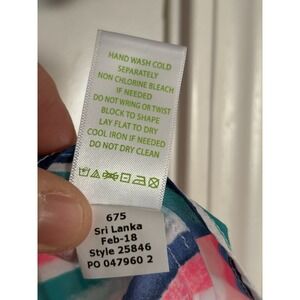 HAND WASH COLD
SEPARATELY
NON CHLORINE BLEACH
IF NEEDED
DO NOT WRING OR TWIST
BLOCK TO SHAPE
LAY FLAT TO DRY
COOL IRON IF NEEDED
DO NOT DRY CLEAN
675
Sri Lanka
Feb-18
Style 25846
PO 047960 2